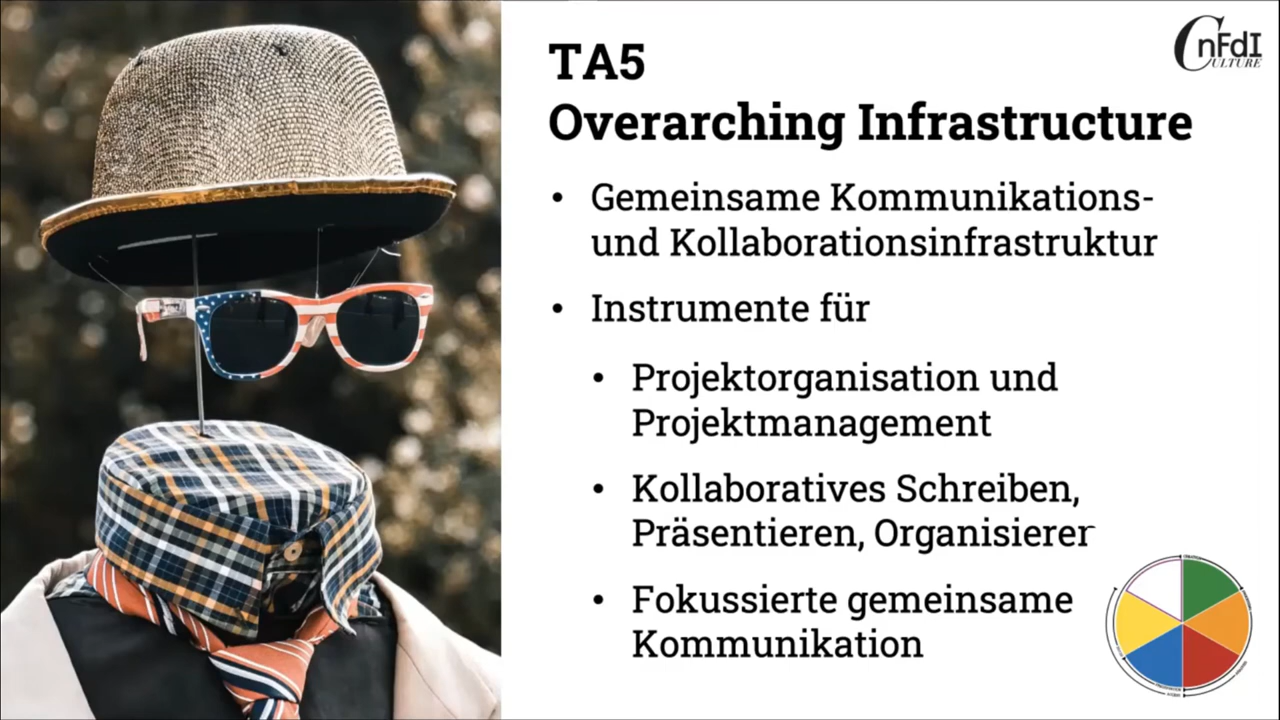 CnFdI
ULTURE
TA5
Overarching Infrastructure
• Gemeinsame Kommunikations-
und Kollaborationsinfrastruktur
• Instrumente für
• Projektorganisation und
Projektmanagement
• Kollaboratives Schreiben,
Präsentieren, Organisieren
• Fokussierte gemeinsame
Kommunikation